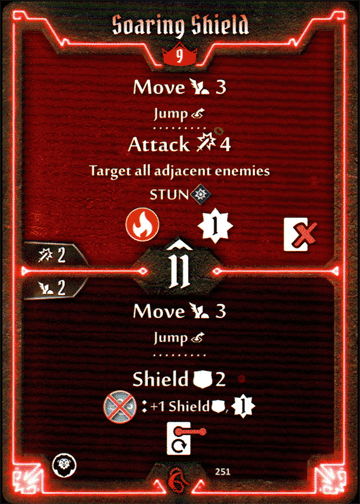 Soaring Shield
9
Move 3
Jump
Attack 4
Target all adjacent enemies
STUN
1
2
11
2
Move 3
Jump
Shield 2
: +1 Shield , 1
251